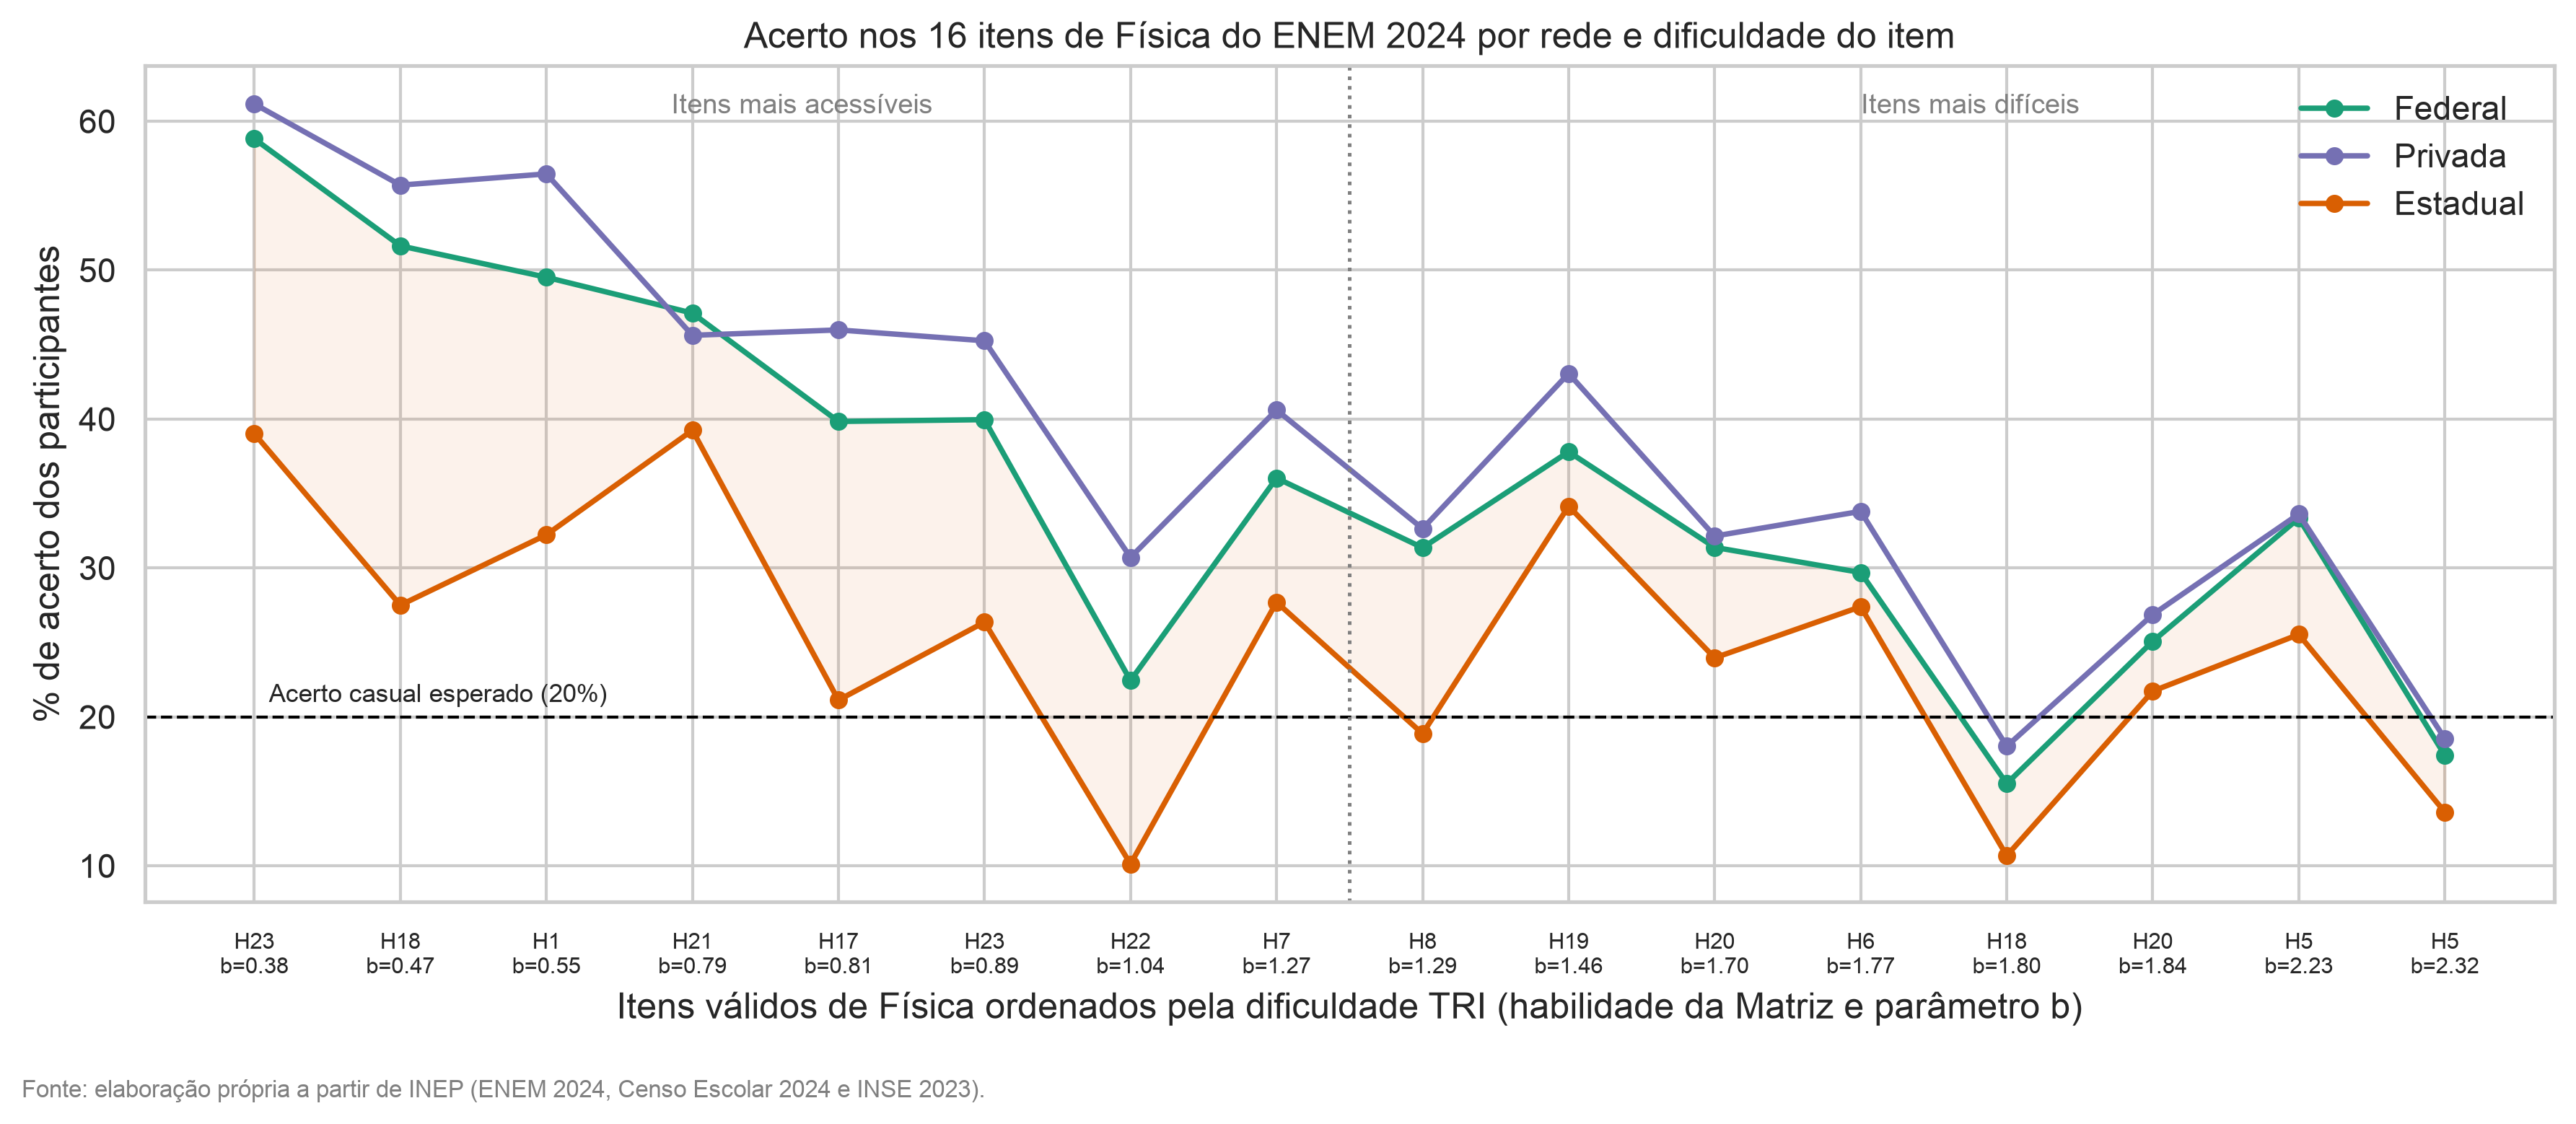 Acerto nos 16 itens de Física do ENEM 2024 por rede e dificuldade do item
Itens mais acessíveis
Itens mais difíceis
Federal
Privada
Estadual
% de acerto dos participantes
60
50
40
30
20
10
Acerto casual esperado (20%)
H23 H18 H1 H21 H17 H23 H22 H7 H8 H19 H20 H6 H18 H20 H5 H5
b=0.38 b=0.47 b=0.55 b=0.79 b=0.81 b=0.89 b=1.04 b=1.27 b=1.29 b=1.46 b=1.70 b=1.77 b=1.80 b=1.84 b=2.23 b=2.32
Itens válidos de Física ordenados pela dificuldade TRI (habilidade da Matriz e parâmetro b)
Fonte: elaboração própria a partir de INEP (ENEM 2024, Censo Escolar 2024 e INSE 2023).